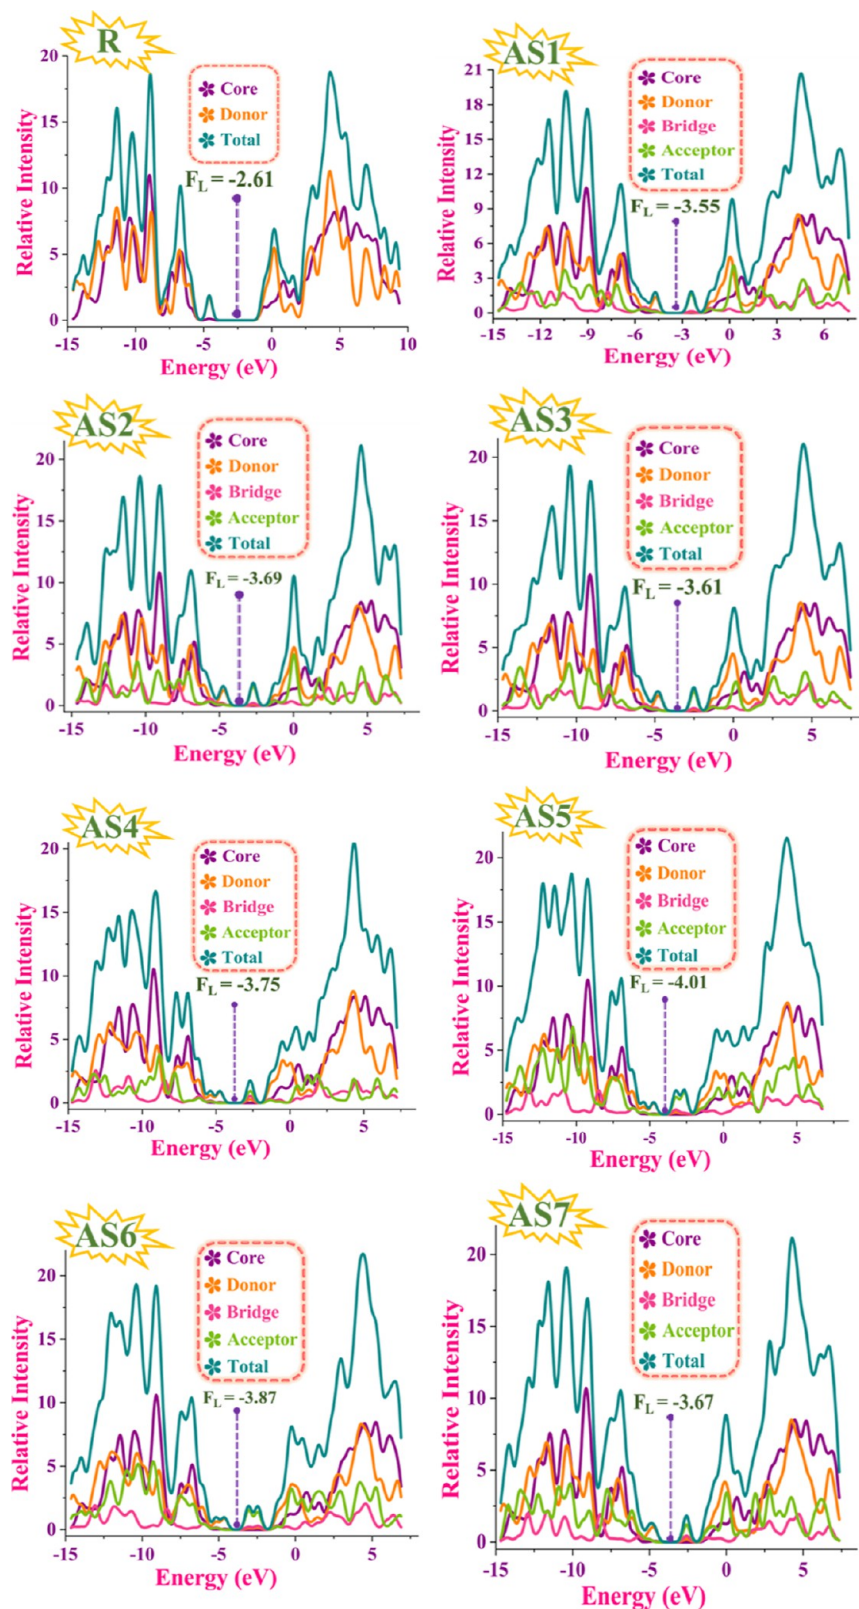 R
20
15
10
5
0
Relative Intensity
Core
Donor
Total
F_L = -2.61
-15 -10 -5 0 5 10
Energy (eV)
AS1
21
18
15
12
9
6
3
0
Relative Intensity
Core
Donor
Bridge
Acceptor
Total
F_L = -3.55
-15 -12 -9 -6 -3 0 3 6
Energy (eV)
AS2
20
15
10
5
0
Relative Intensity
Core
Donor
Bridge
Acceptor
Total
F_L = -3.69
-15 -10 -5 0 5
Energy (eV)
AS3
20
15
10
5
0
Relative Intensity
Core
Donor
Bridge
Acceptor
Total
F_L = -3.61
-15 -10 -5 0 5
Energy (eV)
AS4
20
15
10
5
0
Relative Intensity
Core
Donor
Bridge
Acceptor
Total
F_L = -3.75
-15 -10 -5 0 5
Energy (eV)
AS5
20
15
10
5
0
Relative Intensity
Core
Donor
Bridge
Acceptor
Total
F_L = -4.01
-15 -10 -5 0 5
Energy (eV)
AS6
20
15
10
5
0
Relative Intensity
Core
Donor
Bridge
Acceptor
Total
F_L = -3.87
-15 -10 -5 0 5
Energy (eV)
AS7
20
15
10
5
0
Relative Intensity
Core
Donor
Bridge
Acceptor
Total
F_L = -3.67
-15 -10 -5 0 5
Energy (eV)